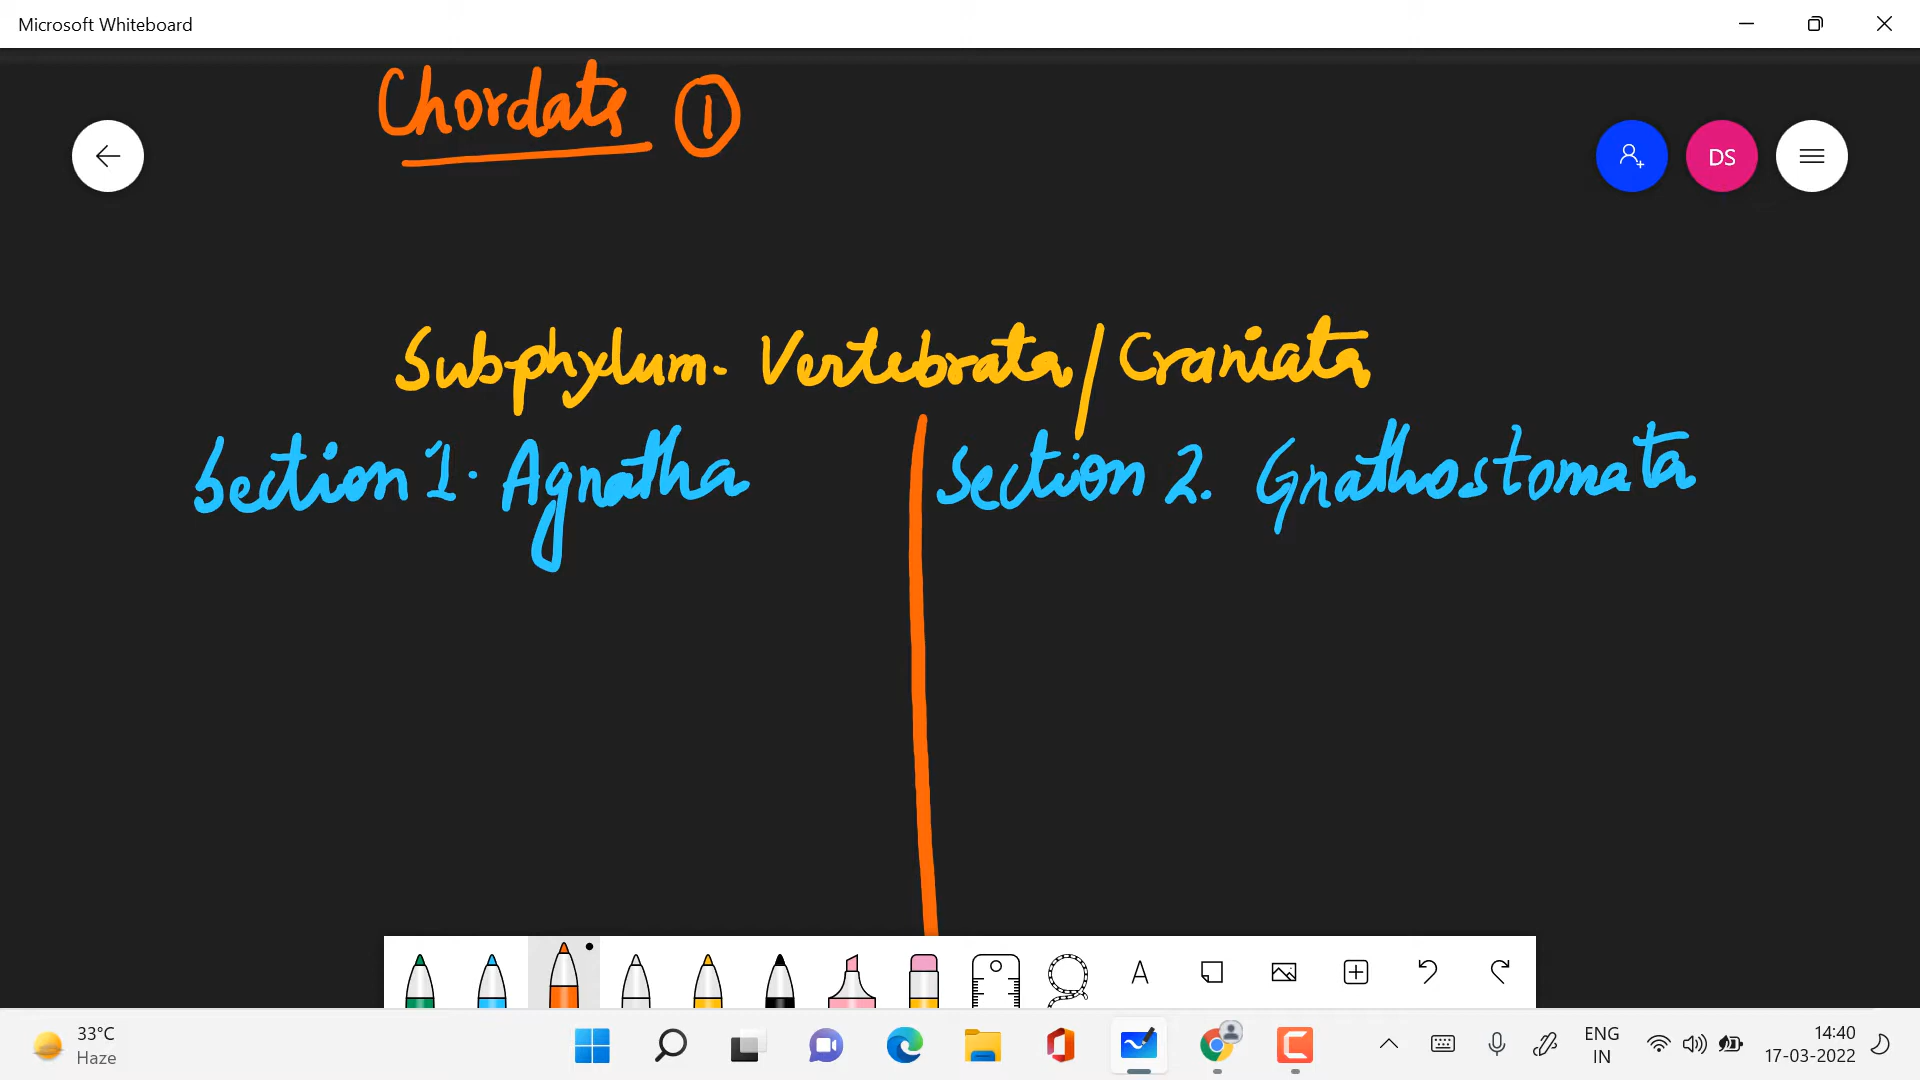 Microsoft Whiteboard
Chordate 1
DS
Subphylum. Vertebrata/Craniata
Section 1. Agnatha
Section 2. Gnathostomata
A
33°C
Haze
ENG
IN
14:40
17-03-2022